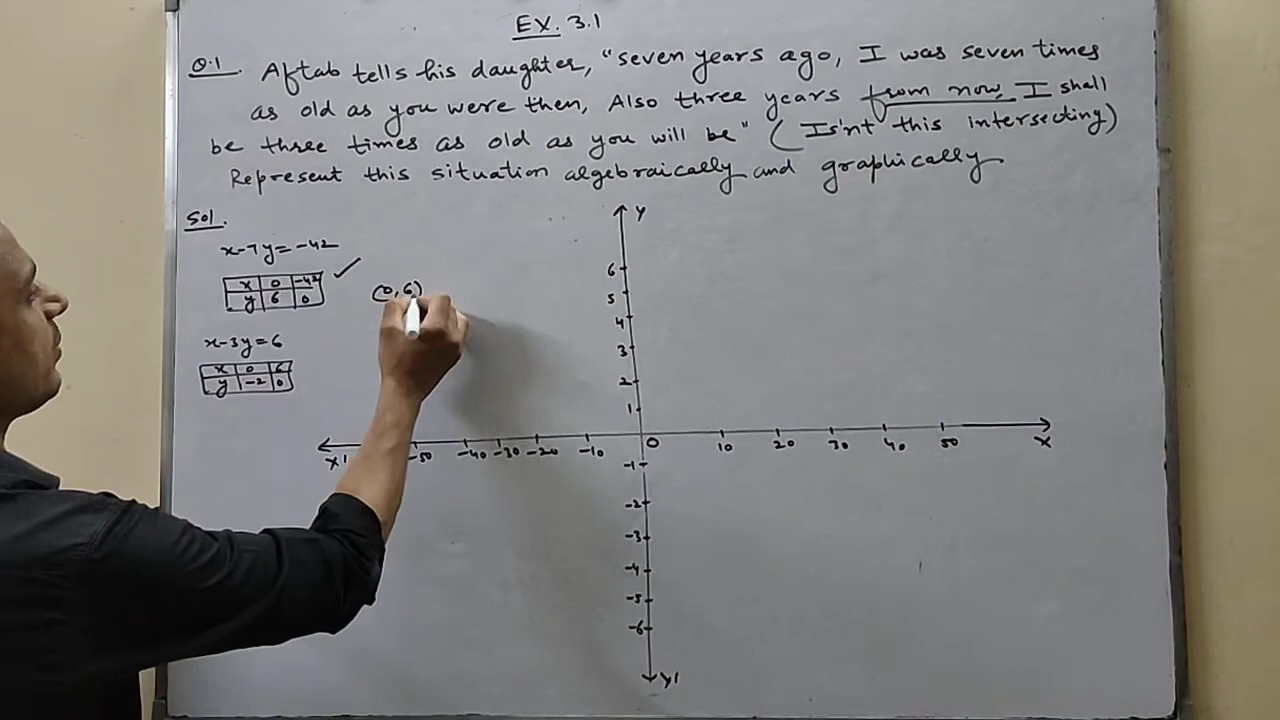 EX. 3.1
Q.1 Aftab tells his daughter, "seven years ago, I was seven times
as old as you were then, Also three years from now, I shall
be three times as old as you will be" (Isn't this intersecting)
Represent this situation algebraically and graphically
Sol.
x-7y=-42
x 0 -42
y 6 0
(0,6)
x-3y=6
x 0 6
y -2 0
Y
6
5
4
3
2
1
X' -50 -40 -30 -20 -10 0 10 20 30 40 50 X
-1
-2
-3
-4
-5
-6
Y'